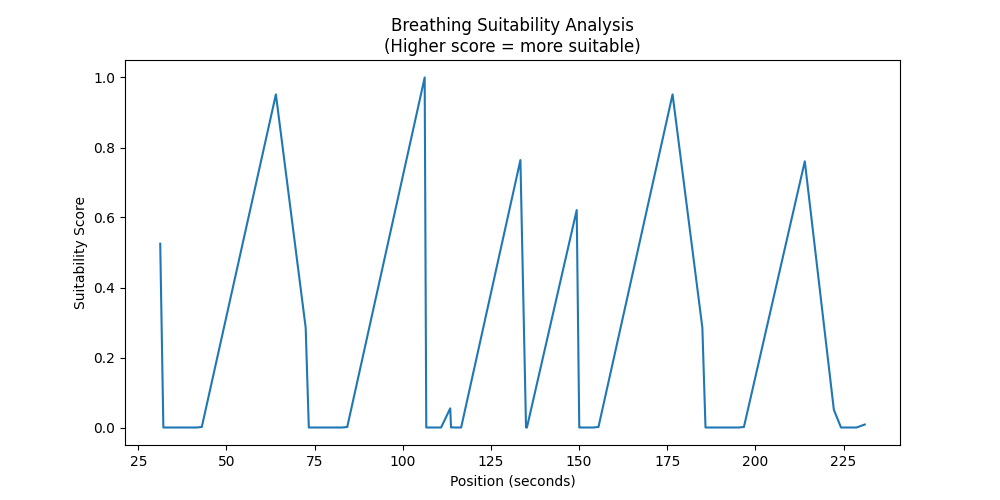 Breathing Suitability Analysis
(Higher score = more suitable)
1.0
0.8
0.6
0.4
0.2
0.0
Suitability Score
25 50 75 100 125 150 175 200 225
Position (seconds)